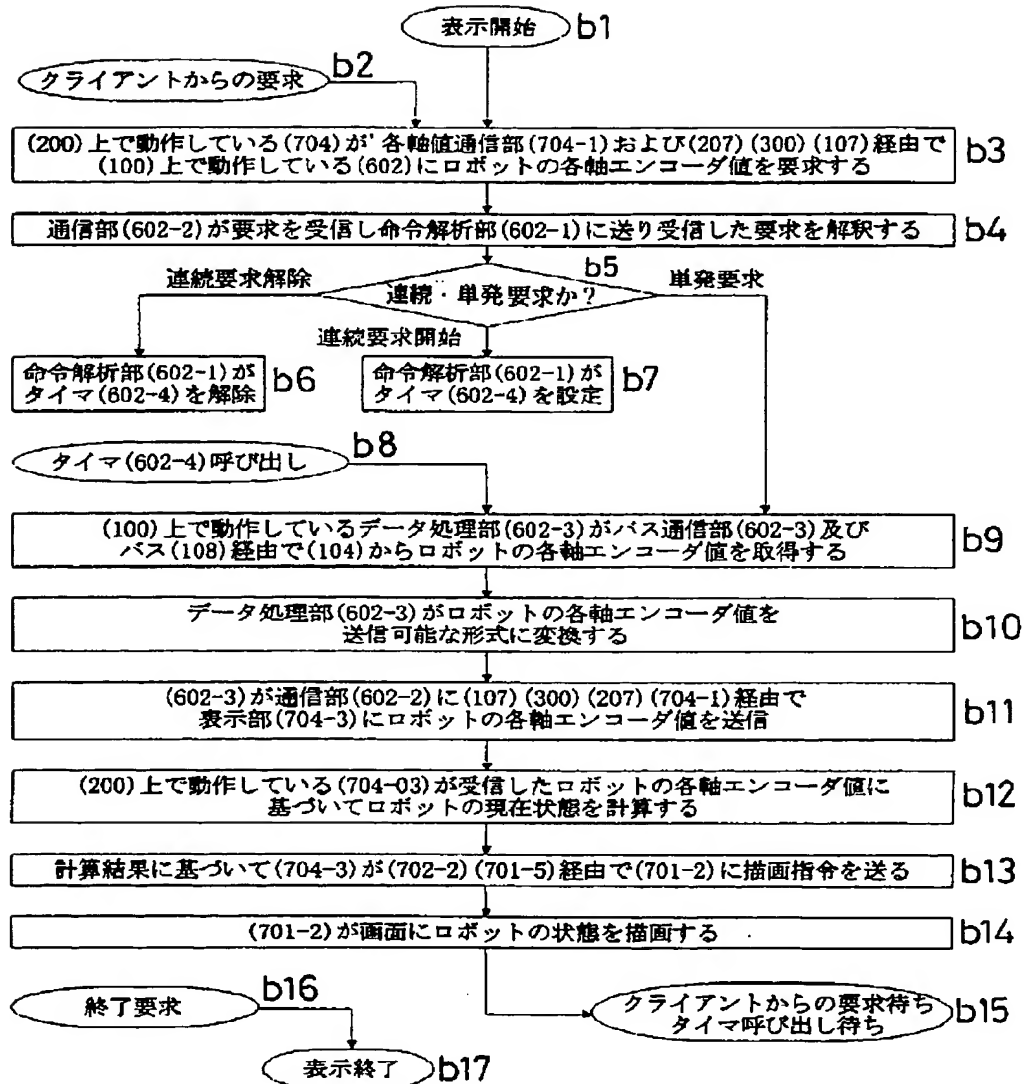 表示開始 b1
クライアントからの要求 b2
(200)上で動作している(704)が'各軸値通信部(704-1)および(207)(300)(107)経由で
(100)上で動作している(602)にロボットの各軸エンコーダ値を要求する
b3
通信部(602-2)が要求を受信し命令解析部(602-1)に送り受信した要求を解釈する b4
b5
連続要求解除
連続・単発要求か?
単発要求
連続要求開始
命令解析部(602-1)が
タイマ(602-4)を解除
b6
命令解析部(602-1)が
タイマ(602-4)を設定
b7
タイマ(602-4)呼び出し b8
(100)上で動作しているデータ処理部(602-3)がバス通信部(602-3)及び
バス(108)経由で(104)からロボットの各軸エンコーダ値を取得する
b9
データ処理部(602-3)がロボットの各軸エンコーダ値を
送信可能な形式に変換する
b10
(602-3)が通信部(602-2)に(107)(300)(207)(704-1)経由で
表示部(704-3)にロボットの各軸エンコーダ値を送信
b11
(200)上で動作している(704-03)が受信したロボットの各軸エンコーダ値に
基づいてロボットの現在状態を計算する
b12
計算結果に基づいて(704-3)が(702-2)(701-5)経由で(701-2)に描画指令を送る b13
(701-2)が画面にロボットの状態を描画する b14
クライアントからの要求待ち
タイマ呼び出し待ち
b15
終了要求 b16
表示終了 b17